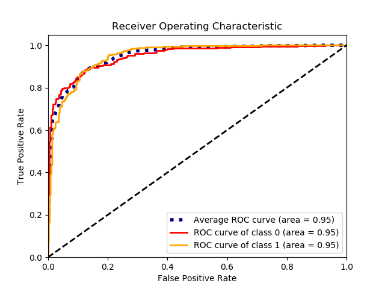 Receiver Operating Characteristic
1.0
0.8
0.6
0.4
0.2
0.0
True Positive Rate
Average ROC curve (area = 0.95)
ROC curve of class 0 (area = 0.95)
ROC curve of class 1 (area = 0.95)
0.0 0.2 0.4 0.6 0.8 1.0
False Positive Rate